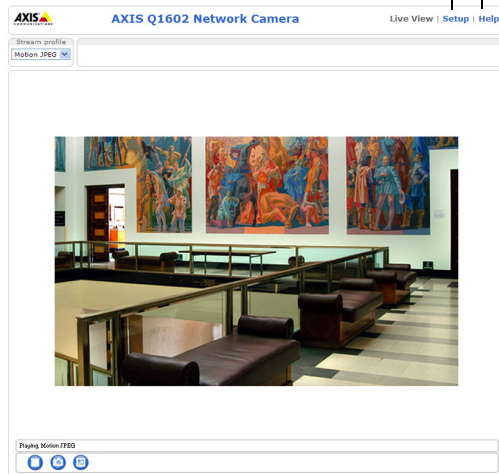 AXIS
COMMUNICATIONS
AXIS Q1602 Network Camera
Live View | Setup | Help
Stream profile
Motion JPEG
Playing, Motion JPEG